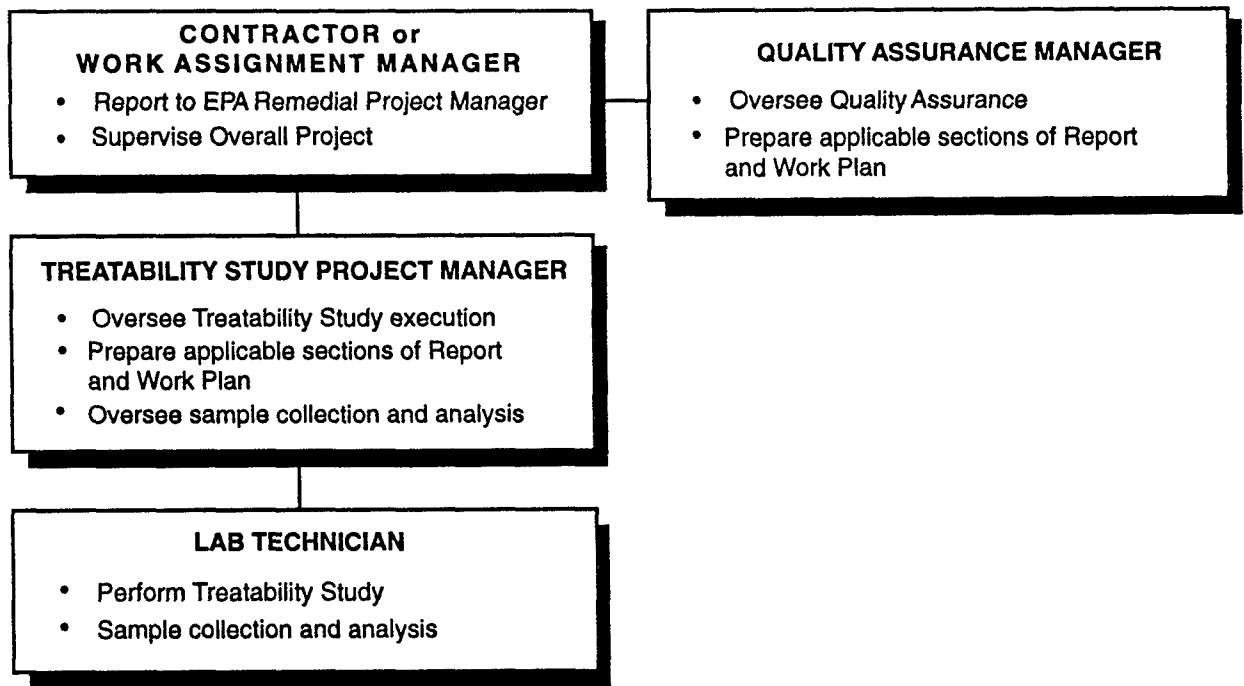 CONTRACTOR or
WORK ASSIGNMENT MANAGER
• Report to EPA Remedial Project Manager
• Supervise Overall Project
QUALITY ASSURANCE MANAGER
• Oversee Quality Assurance
• Prepare applicable sections of Report
and Work Plan
TREATABILITY STUDY PROJECT MANAGER
• Oversee Treatability Study execution
• Prepare applicable sections of Report
and Work Plan
• Oversee sample collection and analysis
LAB TECHNICIAN
• Perform Treatability Study
• Sample collection and analysis